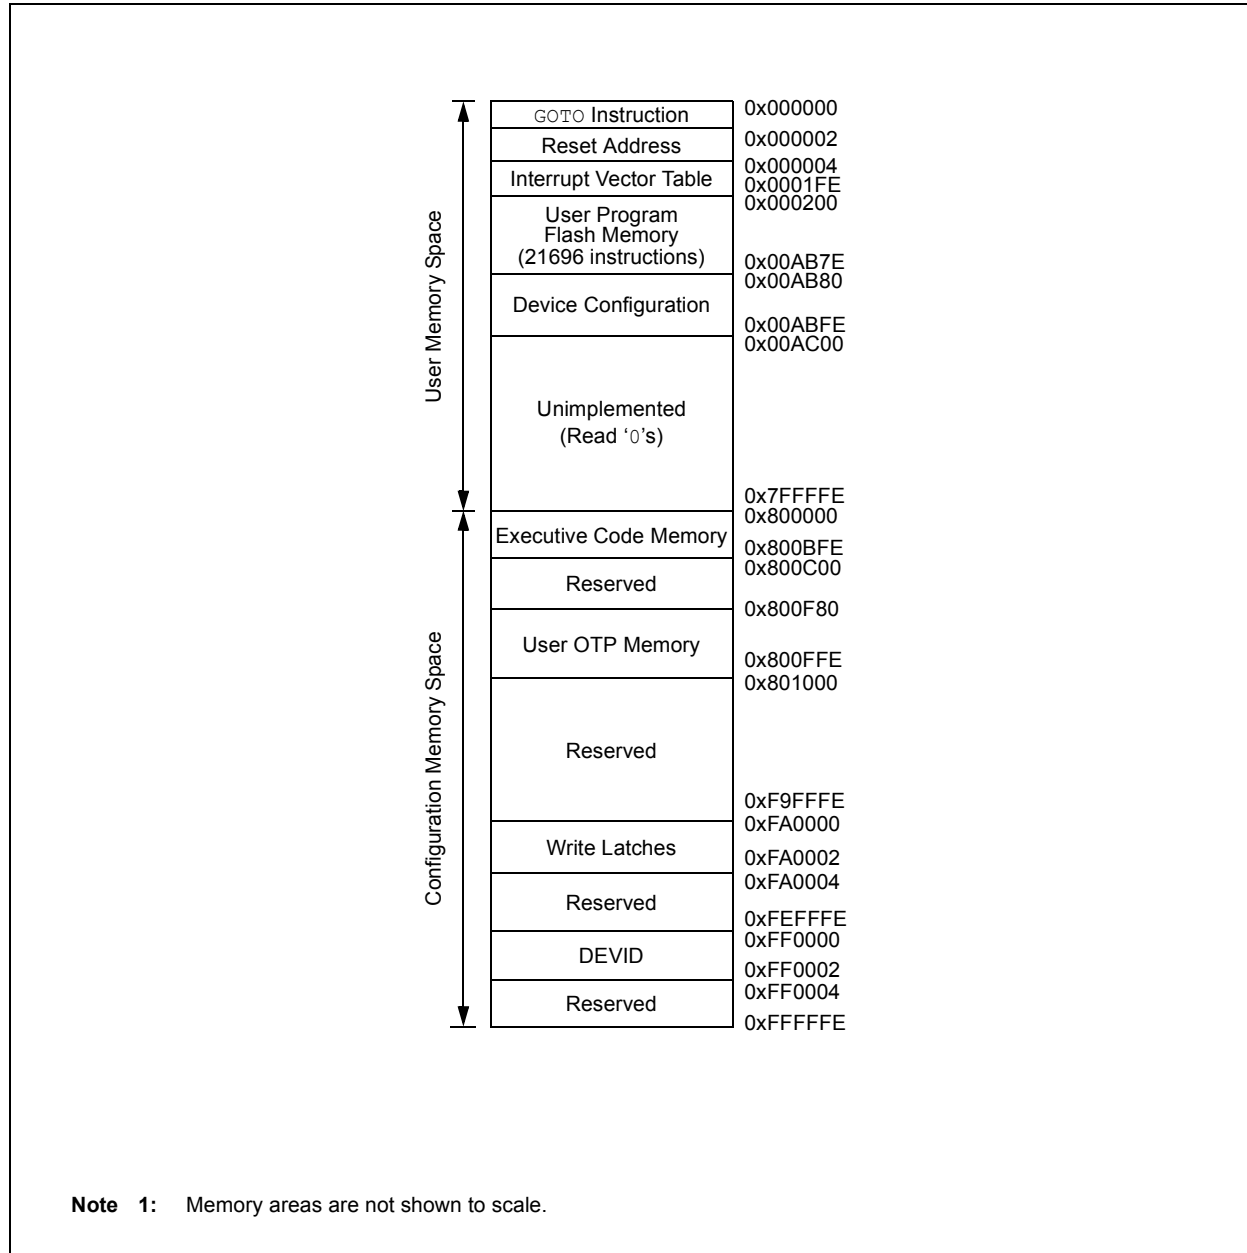 GOTO Instruction
0x000000
Reset Address
0x000002
Interrupt Vector Table
0x000004
0x0001FE
User Program
Flash Memory
(21696 instructions)
0x000200
0x00AB7E
Device Configuration
0x00AB80
0x00ABFE
Unimplemented
(Read ‘0’s)
0x00AC00
0x7FFFFE
User Memory Space
Executive Code Memory
0x800000
0x800BFE
Reserved
0x800C00
User OTP Memory
0x800F80
0x800FFE
Reserved
0x801000
0xF9FFFE
Write Latches
0xFA0000
0xFA0002
Reserved
0xFA0004
0xFEFFFE
DEVID
0xFF0000
0xFF0002
Reserved
0xFF0004
0xFFFFFE
Configuration Memory Space
Note 1: Memory areas are not shown to scale.